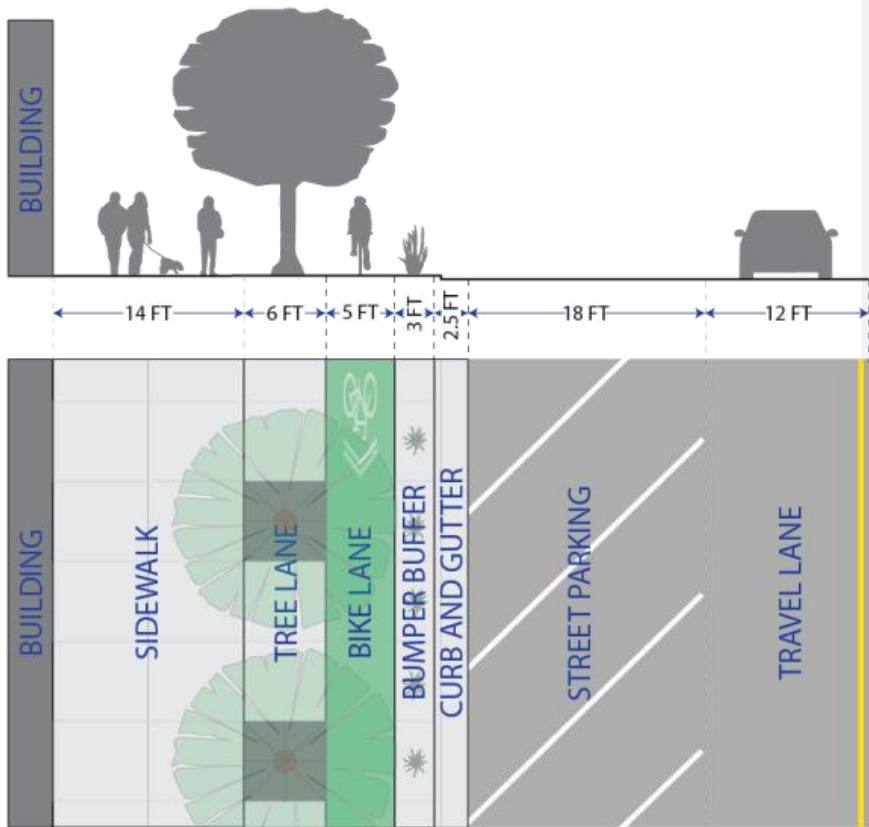 BUILDING
14 FT
6 FT
5 FT
3 FT
2.5 FT
18 FT
12 FT
BUILDING
SIDEWALK
TREE LANE
BIKE LANE
BUMPER BUFFER
CURB AND GUTTER
STREET PARKING
TRAVEL LANE